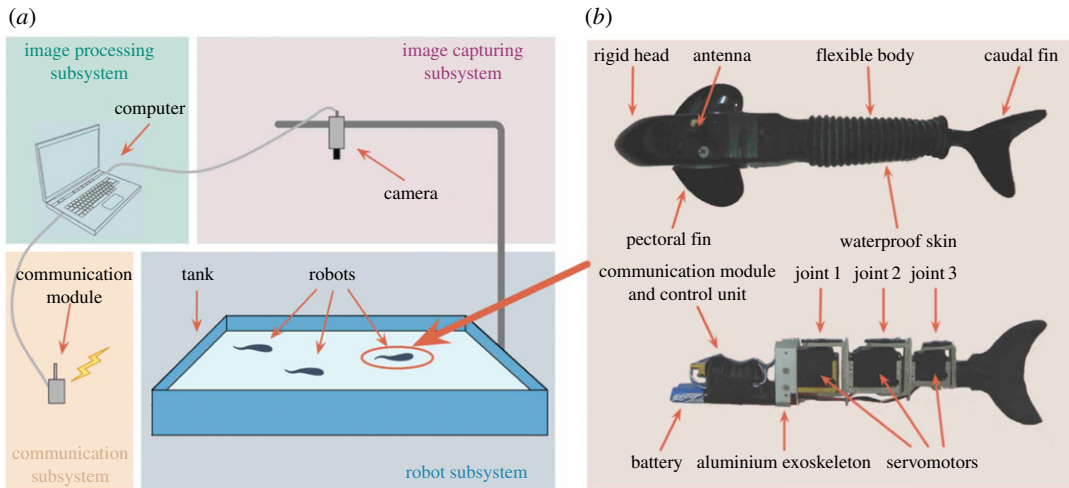 (a)
image processing
subsystem
computer
image capturing
subsystem
camera
communication
module
communication
subsystem
tank
robots
robot subsystem
(b)
rigid head
antenna
flexible body
caudal fin
pectoral fin
waterproof skin
communication module
and control unit
joint 1
joint 2
joint 3
battery
aluminium exoskeleton
servomotors